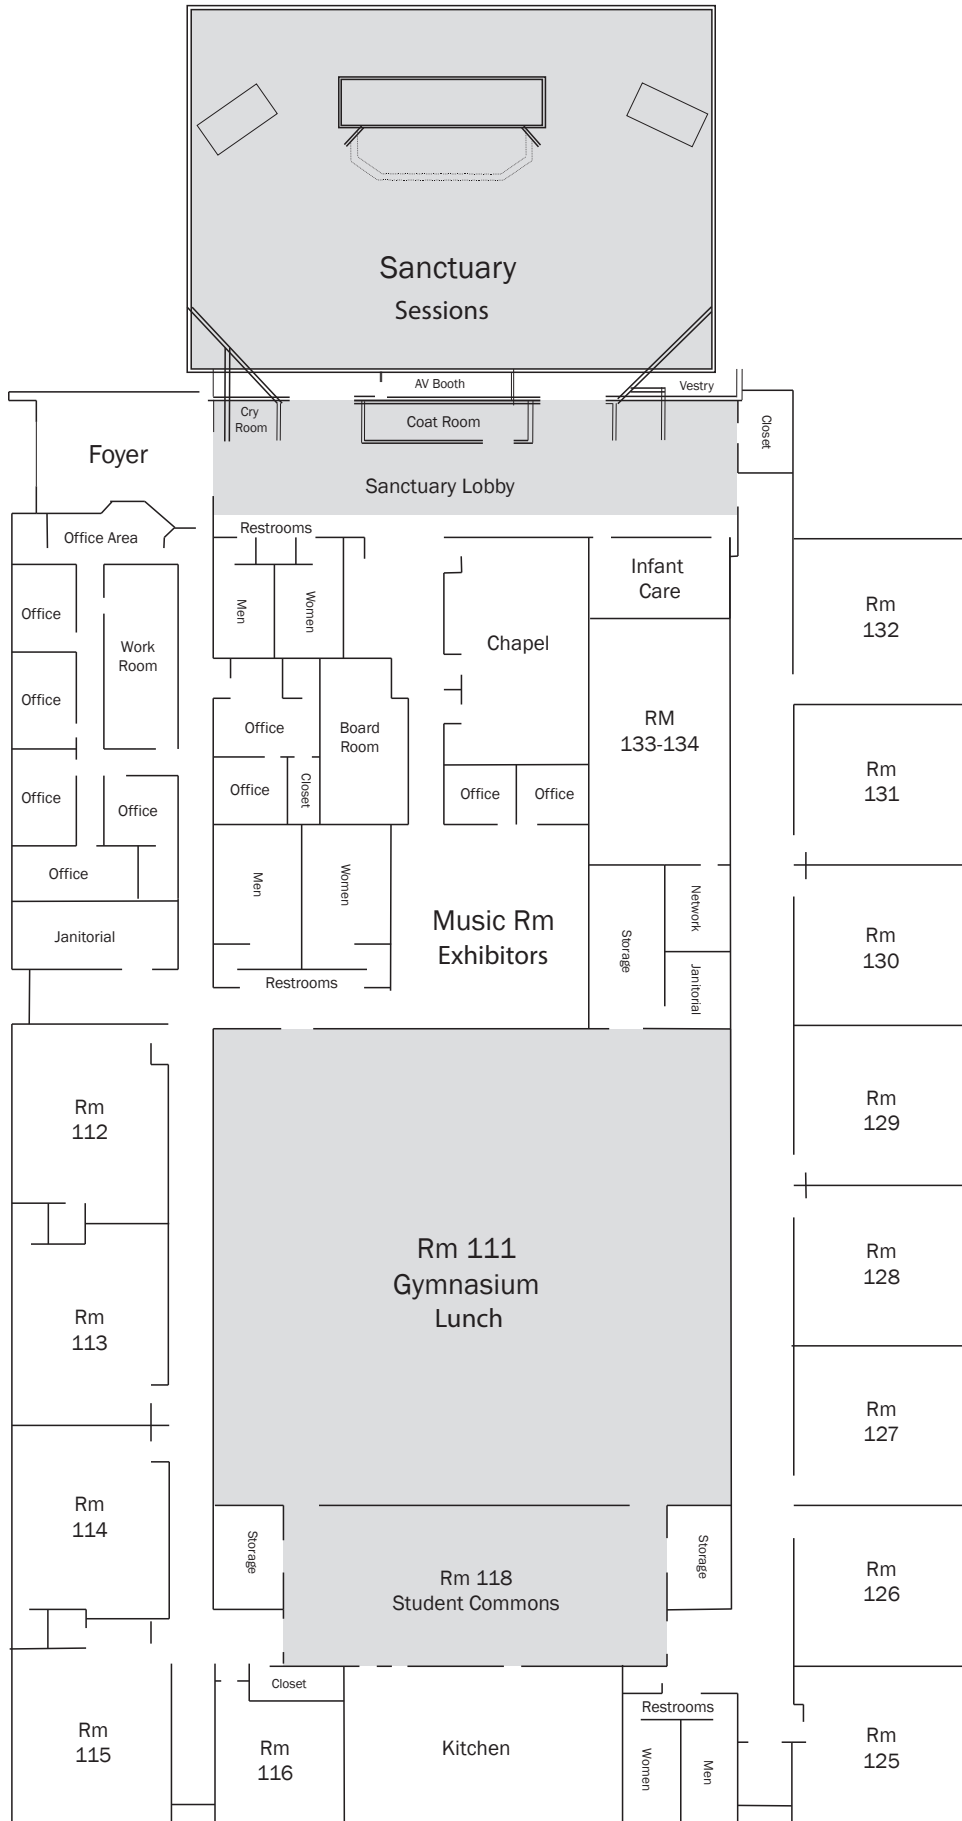 Sanctuary
Sessions
AV Booth
Vestry
Cry
Room
Coat Room
Closet
Foyer
Sanctuary Lobby
Office Area
Restrooms
Infant
Care
Office
Men
Women
Rm
132
Work
Room
Chapel
Office
Office
Board
Room
RM
133-134
Office
Office
Office
Closet
Office
Office
Rm
131
Office
Men
Women
Network
Music Rm
Exhibitors
Janitorial
Storage
Rm
130
Restrooms
Janitorial
Rm
112
Rm
129
Rm 111
Gymnasium
Lunch
Rm
128
Rm
113
Rm
127
Rm
114
Storage
Storage
Rm 118
Student Commons
Rm
126
Closet
Restrooms
Rm
115
Rm
116
Kitchen
Women
Men
Rm
125